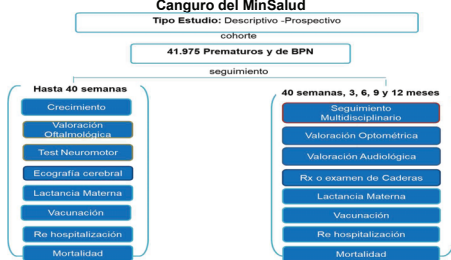 Canguro del MinSalud
Tipo Estudio: Descriptivo -Prospectivo
cohorte
41.975 Prematuros y de BPN
seguimiento
Hasta 40 semanas
Crecimiento
Valoración
Oftalmológica
Test Neuromotor
Ecografía cerebral
Lactancia Materna
Vacunación
Re hospitalización
Mortalidad
40 semanas, 3, 6, 9 y 12 meses
Seguimiento
Multidisciplinario
Valoración Optométrica
Valoración Audiológica
Rx o examen de Caderas
Lactancia Materna
Vacunación
Re hospitalización
Mortalidad